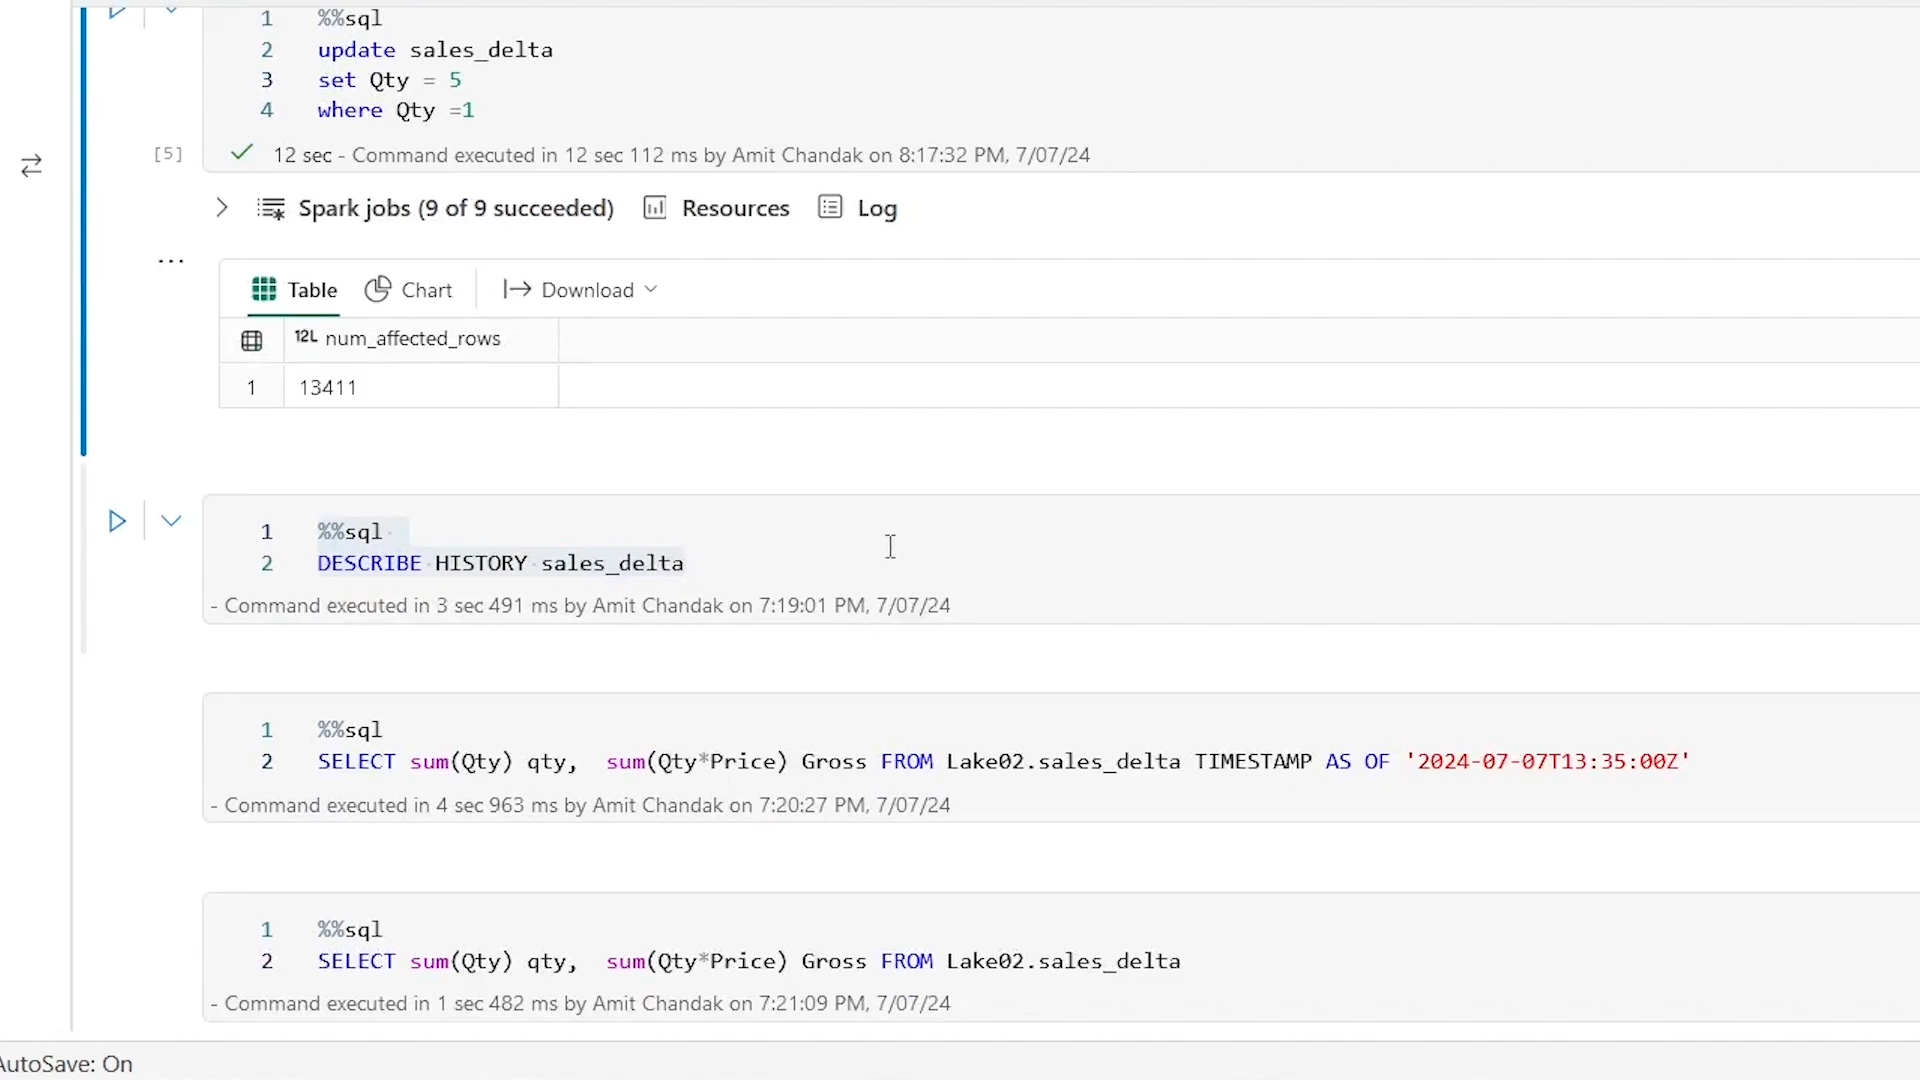 1 %%sql
2 update sales_delta
3 set Qty = 5
4 where Qty =1
[5] 12 sec - Command executed in 12 sec 112 ms by Amit Chandak on 8:17:32 PM, 7/07/24
Spark jobs (9 of 9 succeeded) Resources Log
...
Table Chart Download
12L num_affected_rows
1 13411
1 %%sql
2 DESCRIBE HISTORY sales_delta
- Command executed in 3 sec 491 ms by Amit Chandak on 7:19:01 PM, 7/07/24
1 %%sql
2 SELECT sum(Qty) qty,  sum(Qty*Price) Gross FROM Lake02.sales_delta TIMESTAMP AS OF '2024-07-07T13:35:00Z'
- Command executed in 4 sec 963 ms by Amit Chandak on 7:20:27 PM, 7/07/24
1 %%sql
2 SELECT sum(Qty) qty,  sum(Qty*Price) Gross FROM Lake02.sales_delta
- Command executed in 1 sec 482 ms by Amit Chandak on 7:21:09 PM, 7/07/24
AutoSave: On